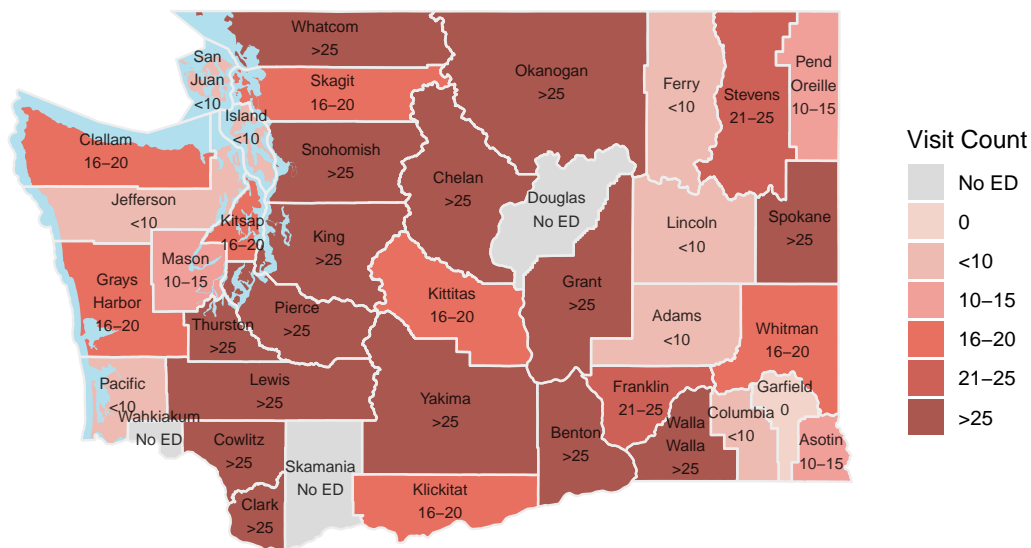 Whatcom
>25
San
Juan
<10
Skagit
16–20
Island
<10
Okanogan
>25
Ferry
<10
Stevens
21–25
Pend
Oreille
10–15
Clallam
16–20
Snohomish
>25
Chelan
>25
Douglas
No ED
Jefferson
<10
Kitsap
16–20
King
>25
Lincoln
<10
Spokane
>25
Mason
10–15
Grays
Harbor
16–20
Kittitas
16–20
Grant
>25
Thurston
>25
Pierce
>25
Adams
<10
Whitman
16–20
Pacific
<10
Lewis
>25
Yakima
>25
Franklin
21–25
Garfield
0
Wahkiakum
No ED
Cowlitz
>25
Benton
>25
Walla
Walla
>25
Columbia
<10
Asotin
10–15
Skamania
No ED
Klickitat
16–20
Clark
>25
Visit Count
No ED
0
<10
10–15
16–20
21–25
>25